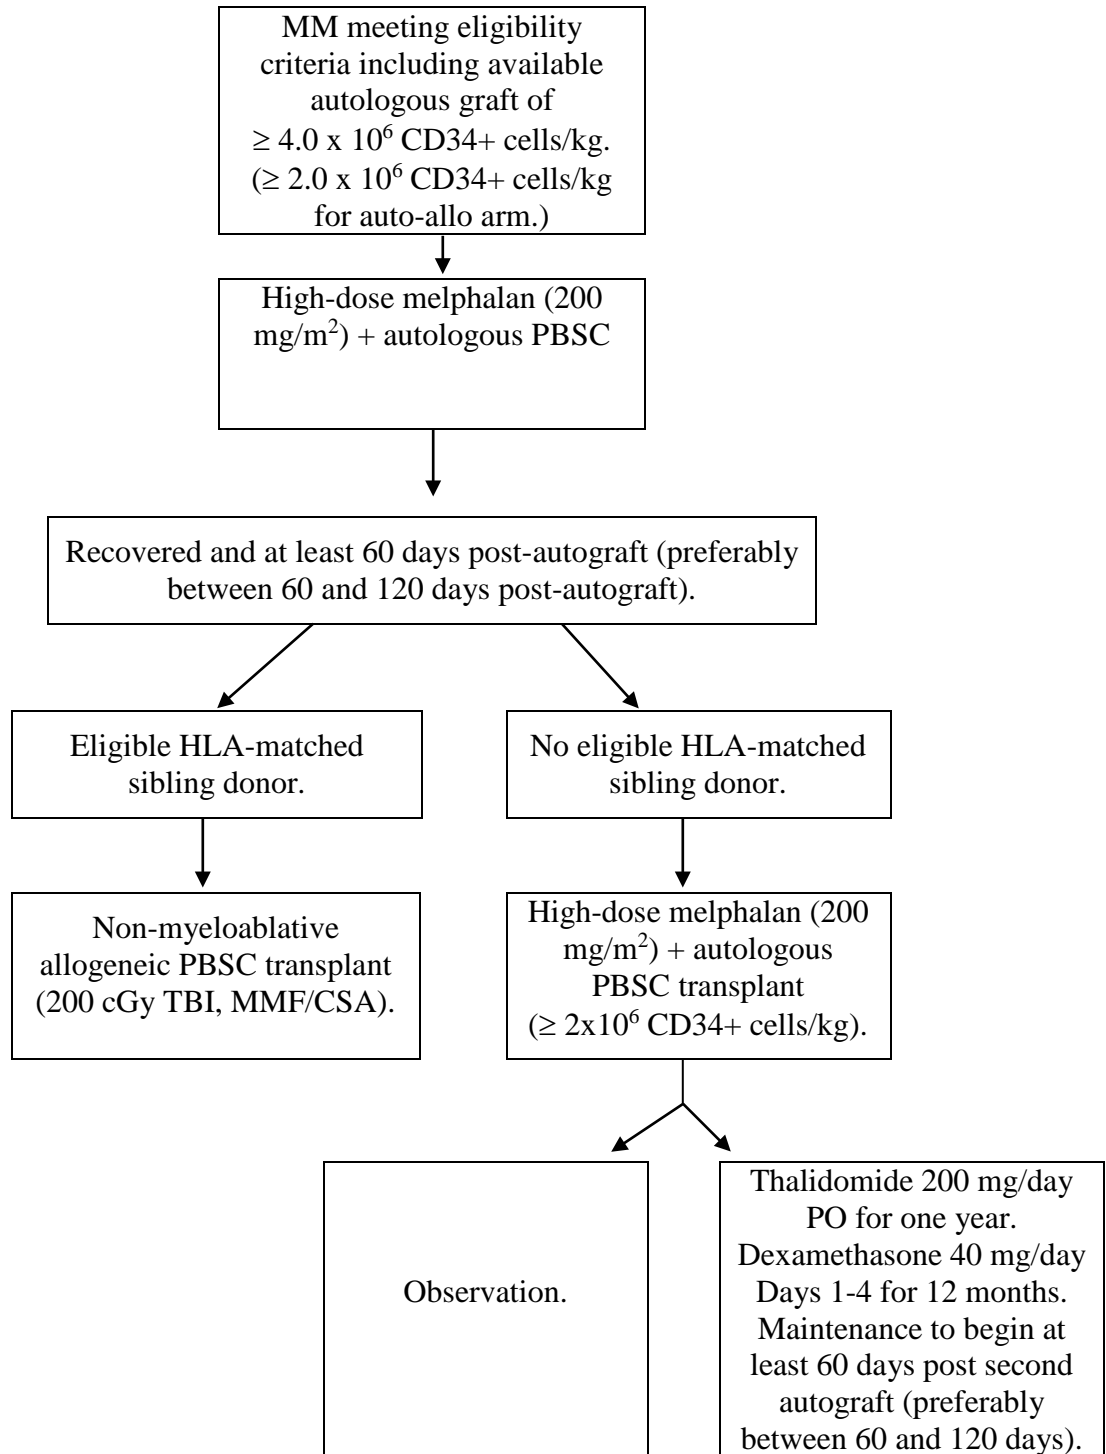 MM meeting eligibility
criteria including available
autologous graft of
≥ 4.0 x 10⁶ CD34+ cells/kg.
(≥ 2.0 x 10⁶ CD34+ cells/kg
for auto-allo arm.)
High-dose melphalan (200
mg/m²) + autologous PBSC
Recovered and at least 60 days post-autograft (preferably
between 60 and 120 days post-autograft).
Eligible HLA-matched
sibling donor.
No eligible HLA-matched
sibling donor.
Non-myeloablative
allogeneic PBSC transplant
(200 cGy TBI, MMF/CSA).
High-dose melphalan (200
mg/m²) + autologous
PBSC transplant
(≥ 2x10⁶ CD34+ cells/kg).
Observation.
Thalidomide 200 mg/day
PO for one year.
Dexamethasone 40 mg/day
Days 1-4 for 12 months.
Maintenance to begin at
least 60 days post second
autograft (preferably
between 60 and 120 days).